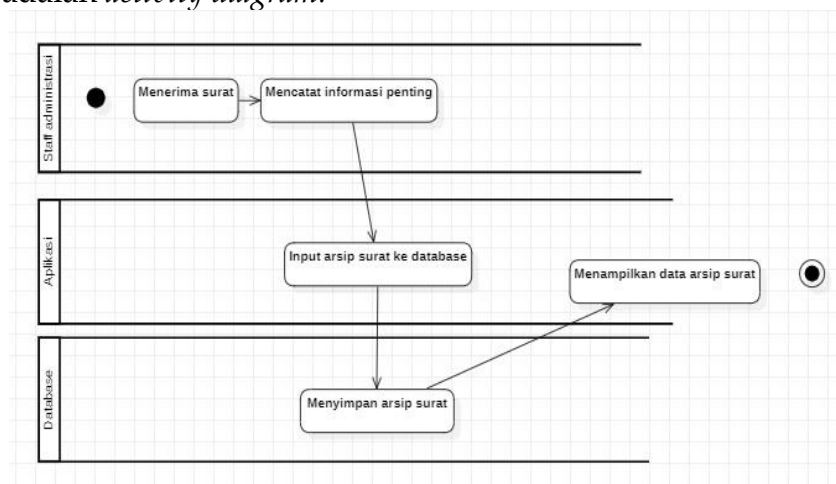 activity diagram.
Staff administrasi
Menerima surat
Mencatat informasi penting
Aplikasi
Input arsip surat ke database
Menampilkan data arsip surat
Database
Menyimpan arsip surat